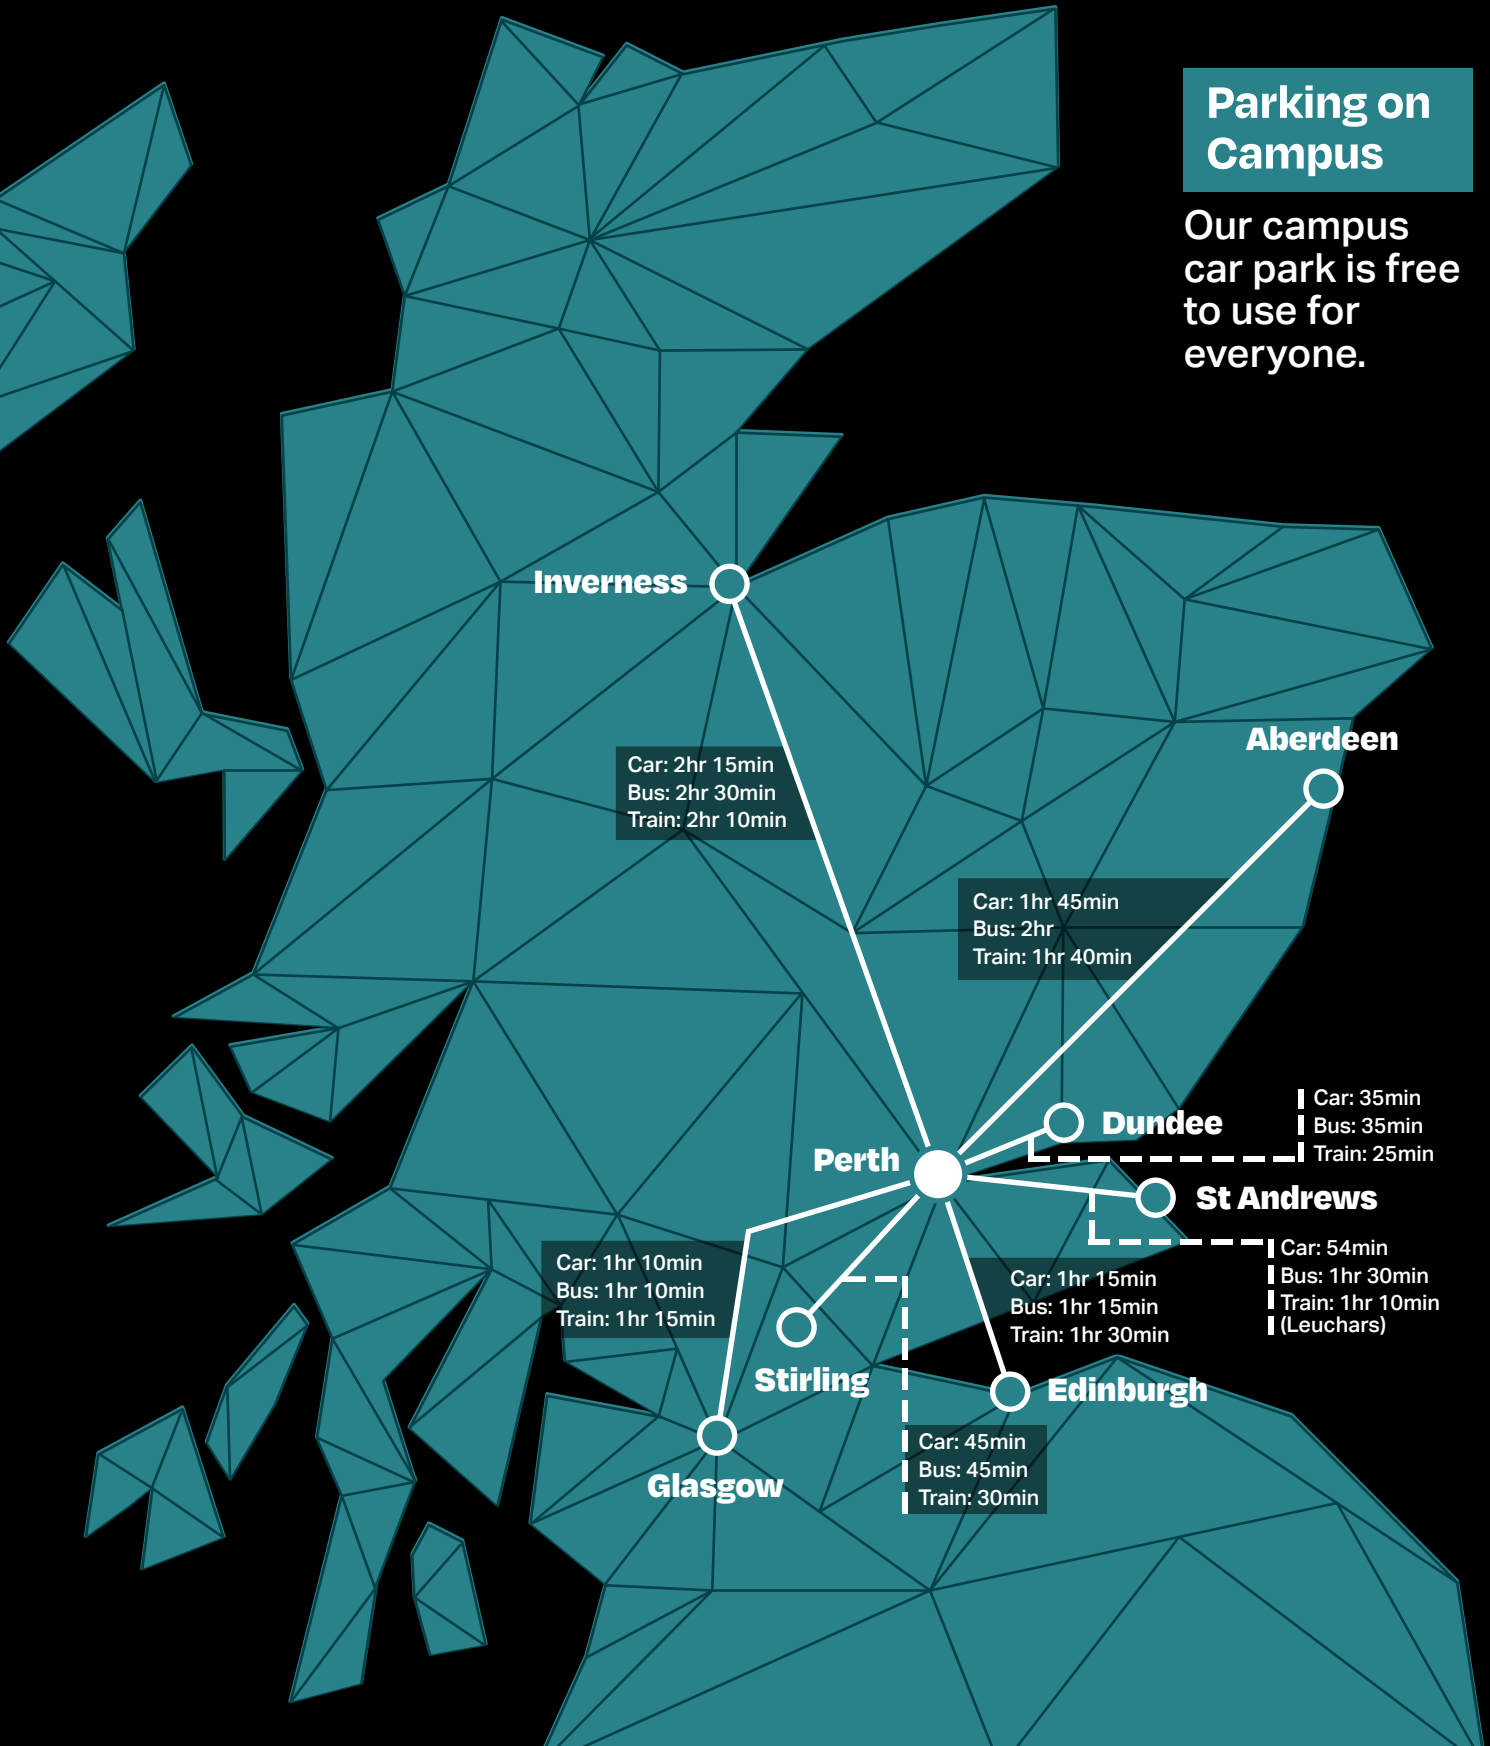 Parking on
Campus
Our campus
car park is free
to use for
everyone.
Inverness
Car: 2hr 15min
Bus: 2hr 30min
Train: 2hr 10min
Aberdeen
Car: 1hr 45min
Bus: 2hr
Train: 1hr 40min
Dundee
Car: 35min
Bus: 35min
Train: 25min
Perth
St Andrews
Car: 54min
Bus: 1hr 30min
Train: 1hr 10min
(Leuchars)
Car: 1hr 10min
Bus: 1hr 10min
Train: 1hr 15min
Car: 1hr 15min
Bus: 1hr 15min
Train: 1hr 30min
Stirling
Edinburgh
Car: 45min
Bus: 45min
Train: 30min
Glasgow